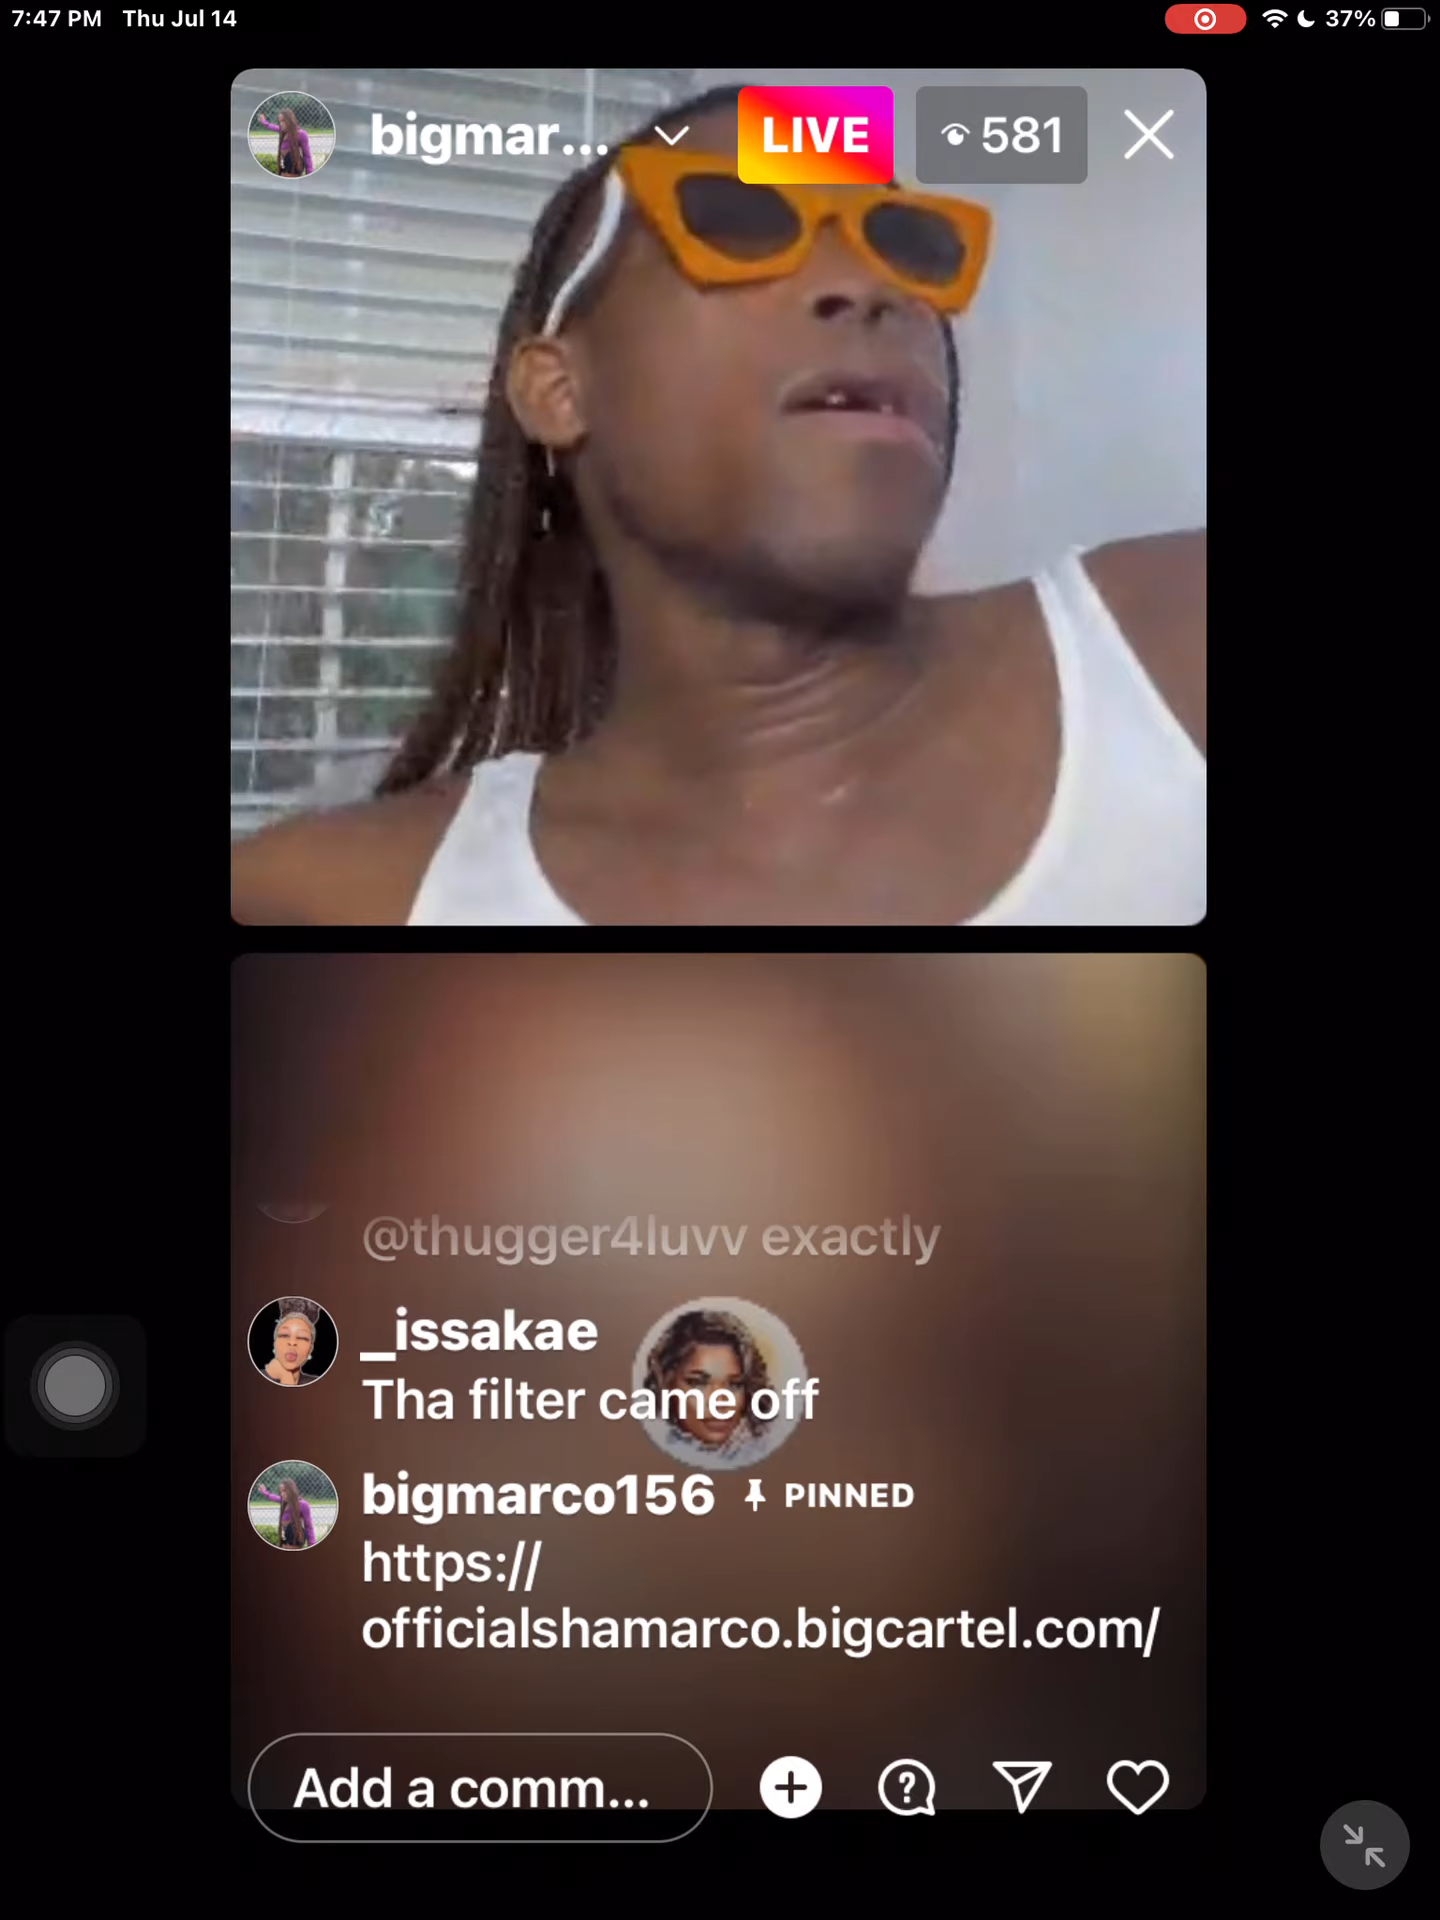 7:47 PM Thu Jul 14
37%
bigmar...
LIVE
581
@thugger4luvv exactly
_issakae
Tha filter came off
bigmarco156 PINNED
https://
officialshamarco.bigcartel.com/
Add a comm...